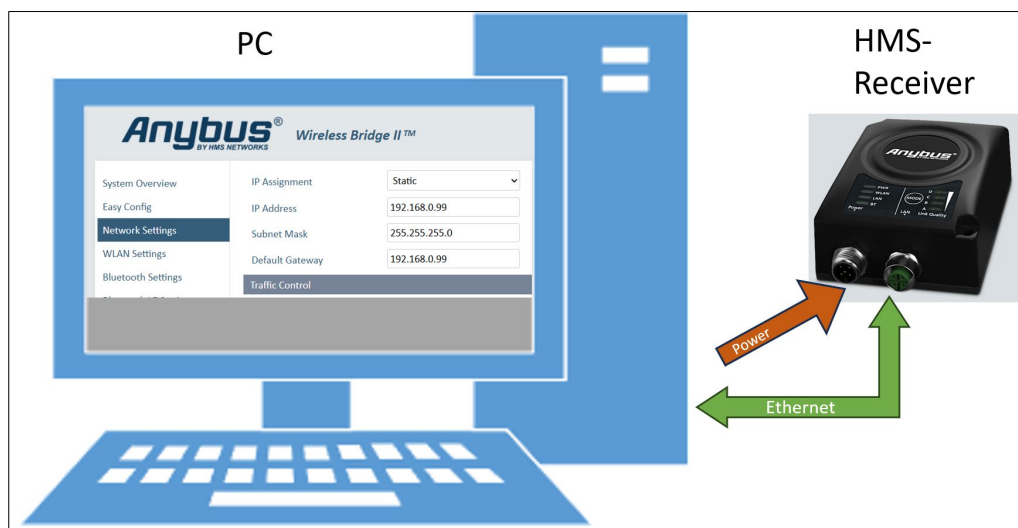 PC
HMS-
Receiver
Anybus®
BY HMS NETWORKS
Wireless Bridge II™
System Overview
Easy Config
Network Settings
WLAN Settings
Bluetooth Settings
IP Assignment
Static
IP Address
192.168.0.99
Subnet Mask
255.255.255.0
Default Gateway
192.168.0.99
Traffic Control
Anybus®
PWR
WLAN
LAN
BT
MODE
D
C
B
A
Power
LAN
Link Quality
Power
Ethernet